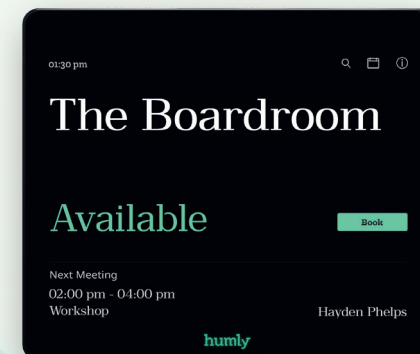 01:30 pm
The Boardroom
Available
Book
Next Meeting
02:00 pm - 04:00 pm
Workshop
Hayden Phelps
humly